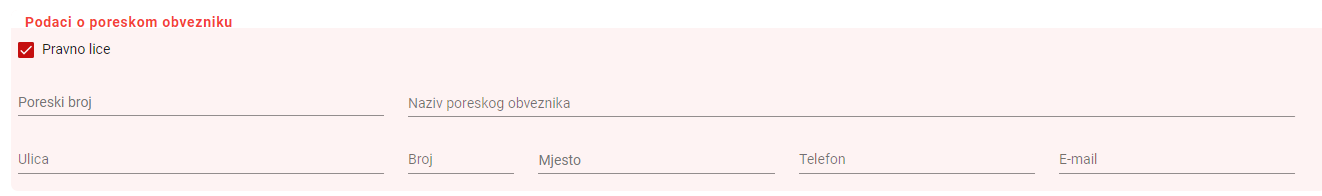 Podaci o poreskom obvezniku
Pravno lice
Poreski broj Naziv poreskog obveznika
Ulica Broj Mjesto Telefon E-mail